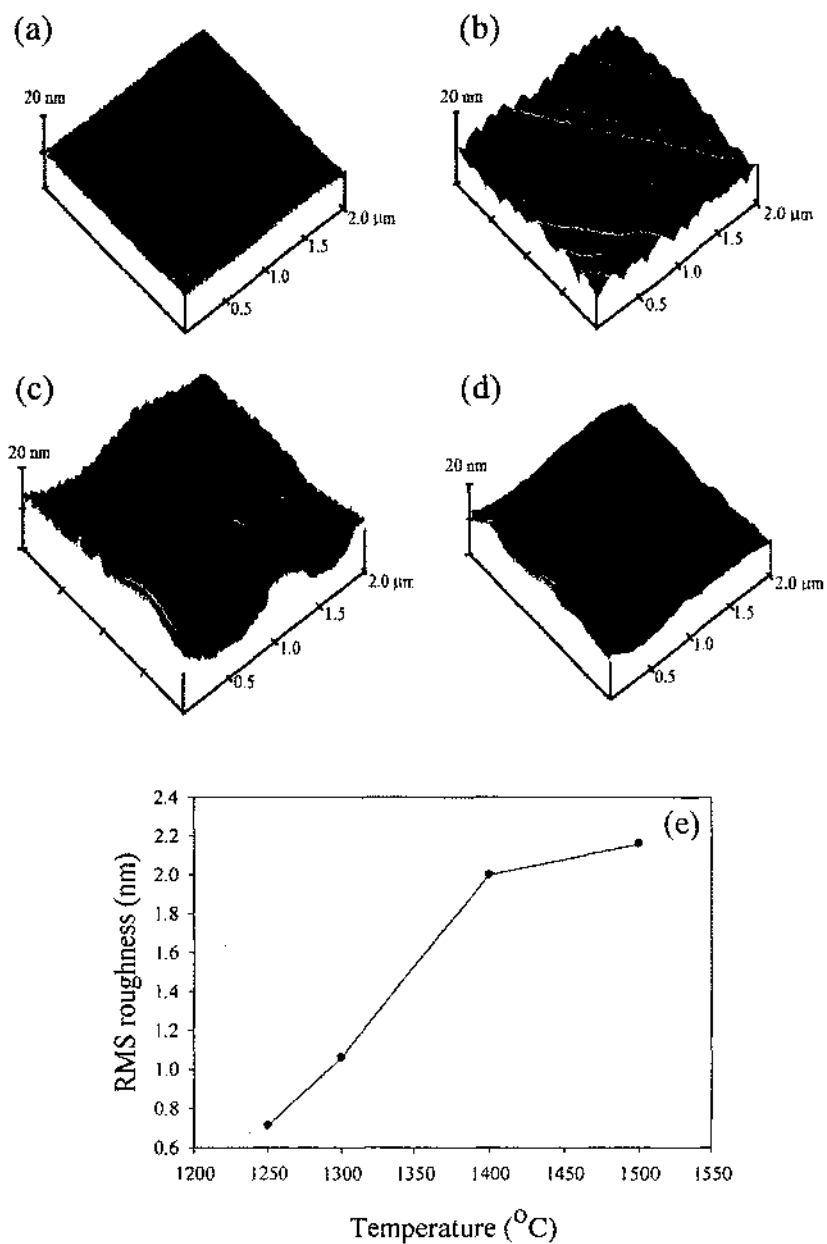 (a)
20 nm
2.0 μm
1.5
1.0
0.5
(b)
20 nm
2.0 μm
1.5
1.0
0.5
(c)
20 nm
2.0 μm
1.5
1.0
0.5
(d)
20 nm
2.0 μm
1.5
1.0
0.5
(e)
RMS roughness (nm)
2.4
2.2
2.0
1.8
1.6
1.4
1.2
1.0
0.8
0.6
1200 1250 1300 1350 1400 1450 1500 1550
Temperature (°C)